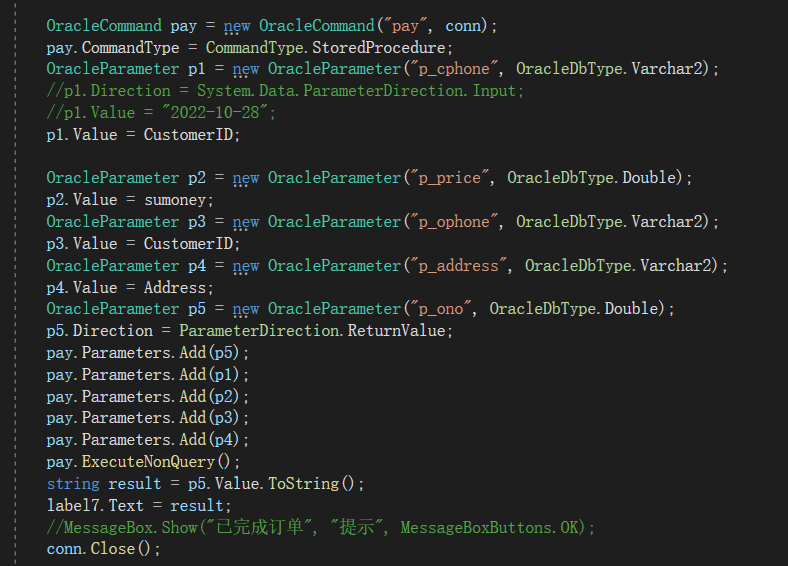 OracleCommand pay = new OracleCommand("pay", conn);
pay.CommandType = CommandType.StoredProcedure;
OracleParameter p1 = new OracleParameter("p_cphone", OracleDbType.Varchar2);
//p1.Direction = System.Data.ParameterDirection.Input;
//p1.Value = "2022-10-28";
p1.Value = CustomerID;
OracleParameter p2 = new OracleParameter("p_price", OracleDbType.Double);
p2.Value = sumoney;
OracleParameter p3 = new OracleParameter("p_ophone", OracleDbType.Varchar2);
p3.Value = CustomerID;
OracleParameter p4 = new OracleParameter("p_address", OracleDbType.Varchar2);
p4.Value = Address;
OracleParameter p5 = new OracleParameter("p_ono", OracleDbType.Double);
p5.Direction = ParameterDirection.ReturnValue;
pay.Parameters.Add(p5);
pay.Parameters.Add(p1);
pay.Parameters.Add(p2);
pay.Parameters.Add(p3);
pay.Parameters.Add(p4);
pay.ExecuteNonQuery();
string result = p5.Value.ToString();
label7.Text = result;
//MessageBox.Show("已完成订单", "提示", MessageBoxButtons.OK);
conn.Close();